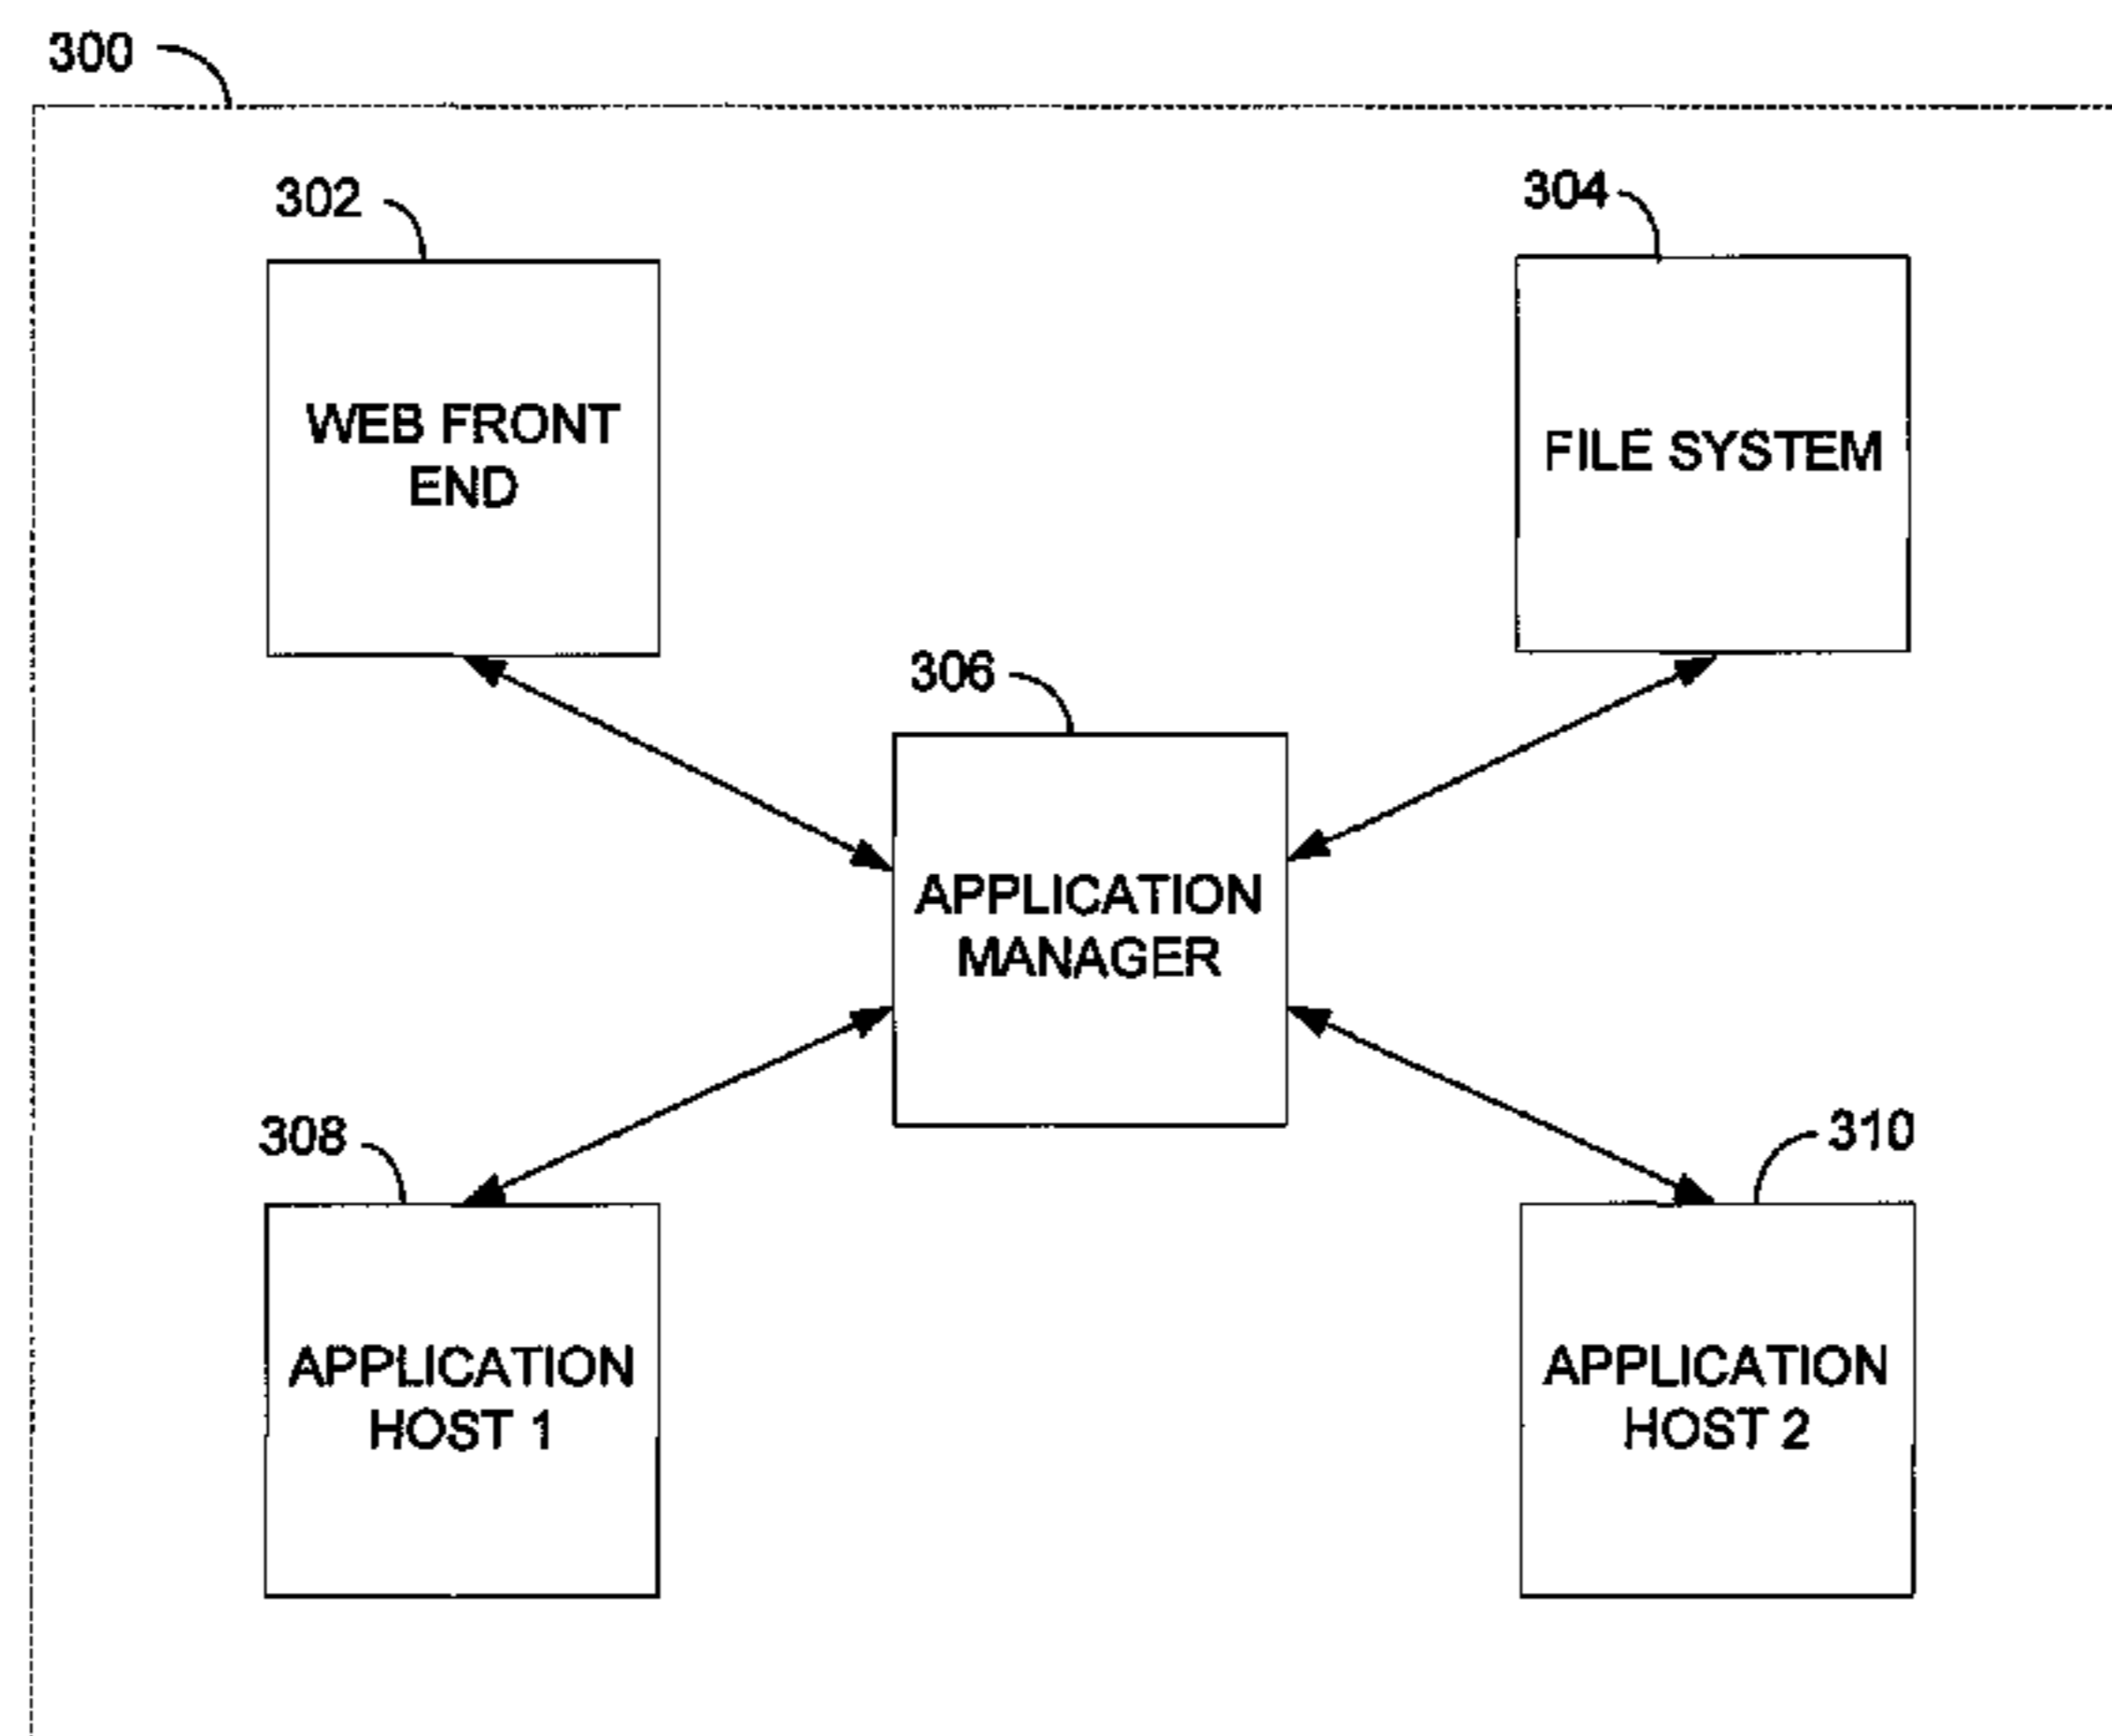 300
302
304
WEB FRONT
END
FILE SYSTEM
306
APPLICATION
MANAGER
308
310
APPLICATION
HOST 1
APPLICATION
HOST 2